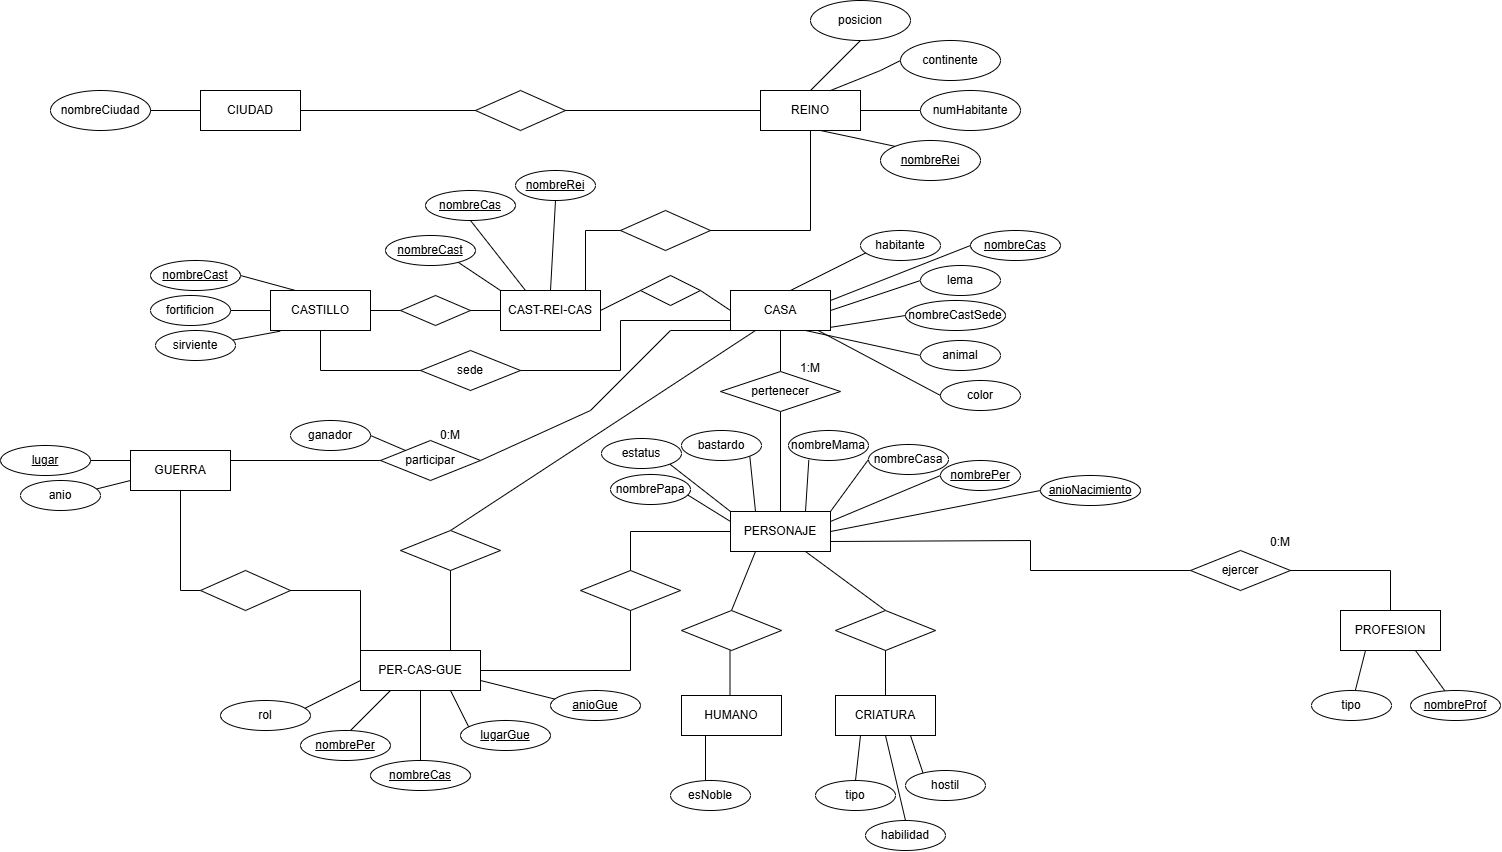 posicion
continente
nombreCiudad
CIUDAD
REINO
numHabitante
nombreRei
nombreRei
nombreCas
nombreCast
habitante
nombreCas
nombreCast
lema
fortificion
CASTILLO
CAST-REI-CAS
CASA
nombreCastSede
sirviente
animal
sede
1:M
pertenecer
color
ganador
0:M
lugar
participar
GUERRA
anio
estatus
bastardo
nombreMama
nombreCasa
nombrePer
nombrePapa
anioNacimiento
PERSONAJE
0:M
ejercer
PROFESION
PER-CAS-GUE
rol
anioGue
nombrePer
lugarGue
nombreCas
HUMANO
CRIATURA
tipo
nombreProf
esNoble
tipo
hostil
habilidad